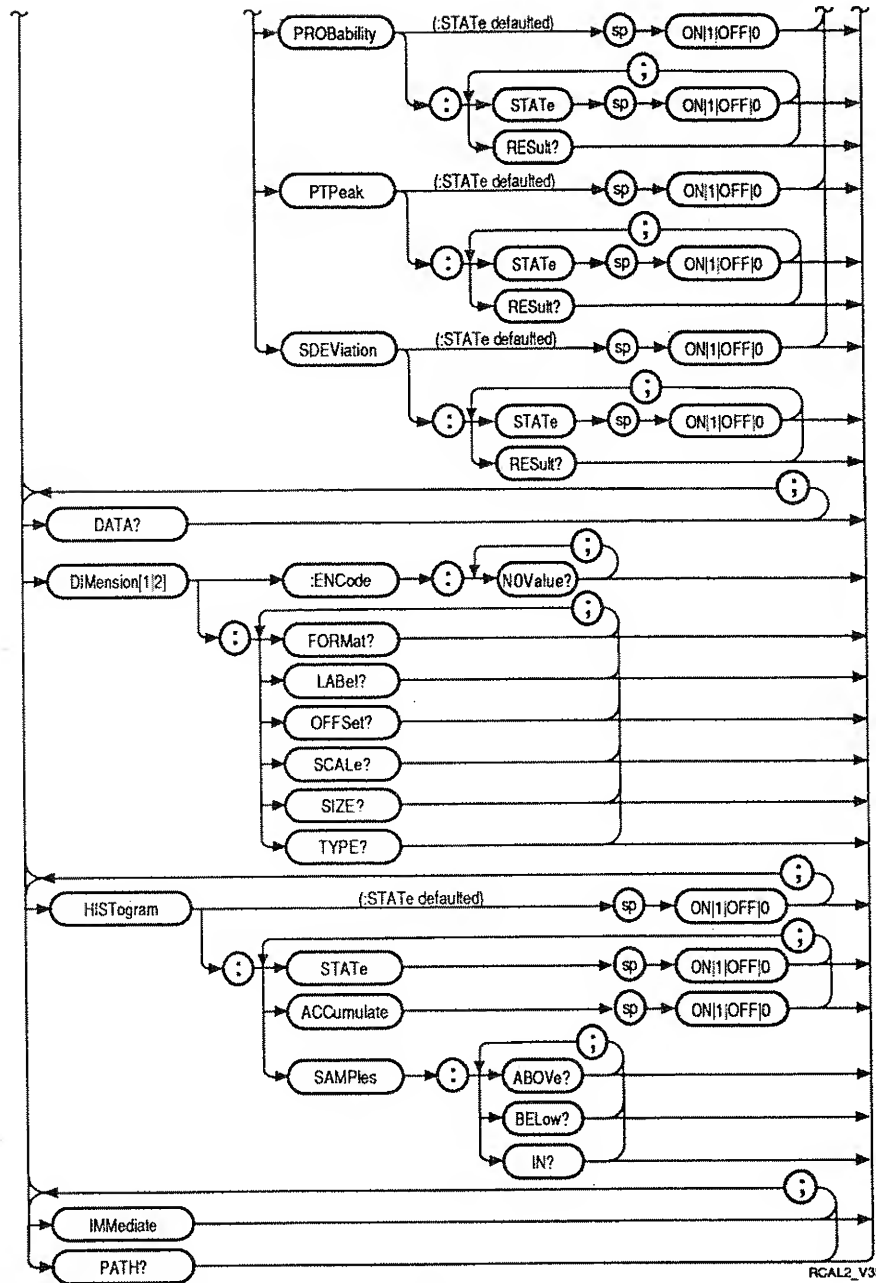 PROBability (:STATe defaulted) sp ON|1|OFF|0
;
: STATe sp ON|1|OFF|0
RESult?
PTPeak (:STATe defaulted) sp ON|1|OFF|0
;
: STATe sp ON|1|OFF|0
RESult?
SDEViation (:STATe defaulted) sp ON|1|OFF|0
;
: STATe sp ON|1|OFF|0
RESult?
;
DATA?
;
DiMension[1|2] :ENCode : NOValue?
;
: FORMat?
LABel?
OFFSet?
SCALe?
SIZE?
TYPE?
;
HISTogram (:STATe defaulted) sp ON|1|OFF|0
;
: STATe sp ON|1|OFF|0
ACCumulate sp ON|1|OFF|0
;
SAMPles : ABOVe?
BELow?
IN?
;
IMMediate
PATH?
RCAL2_V3